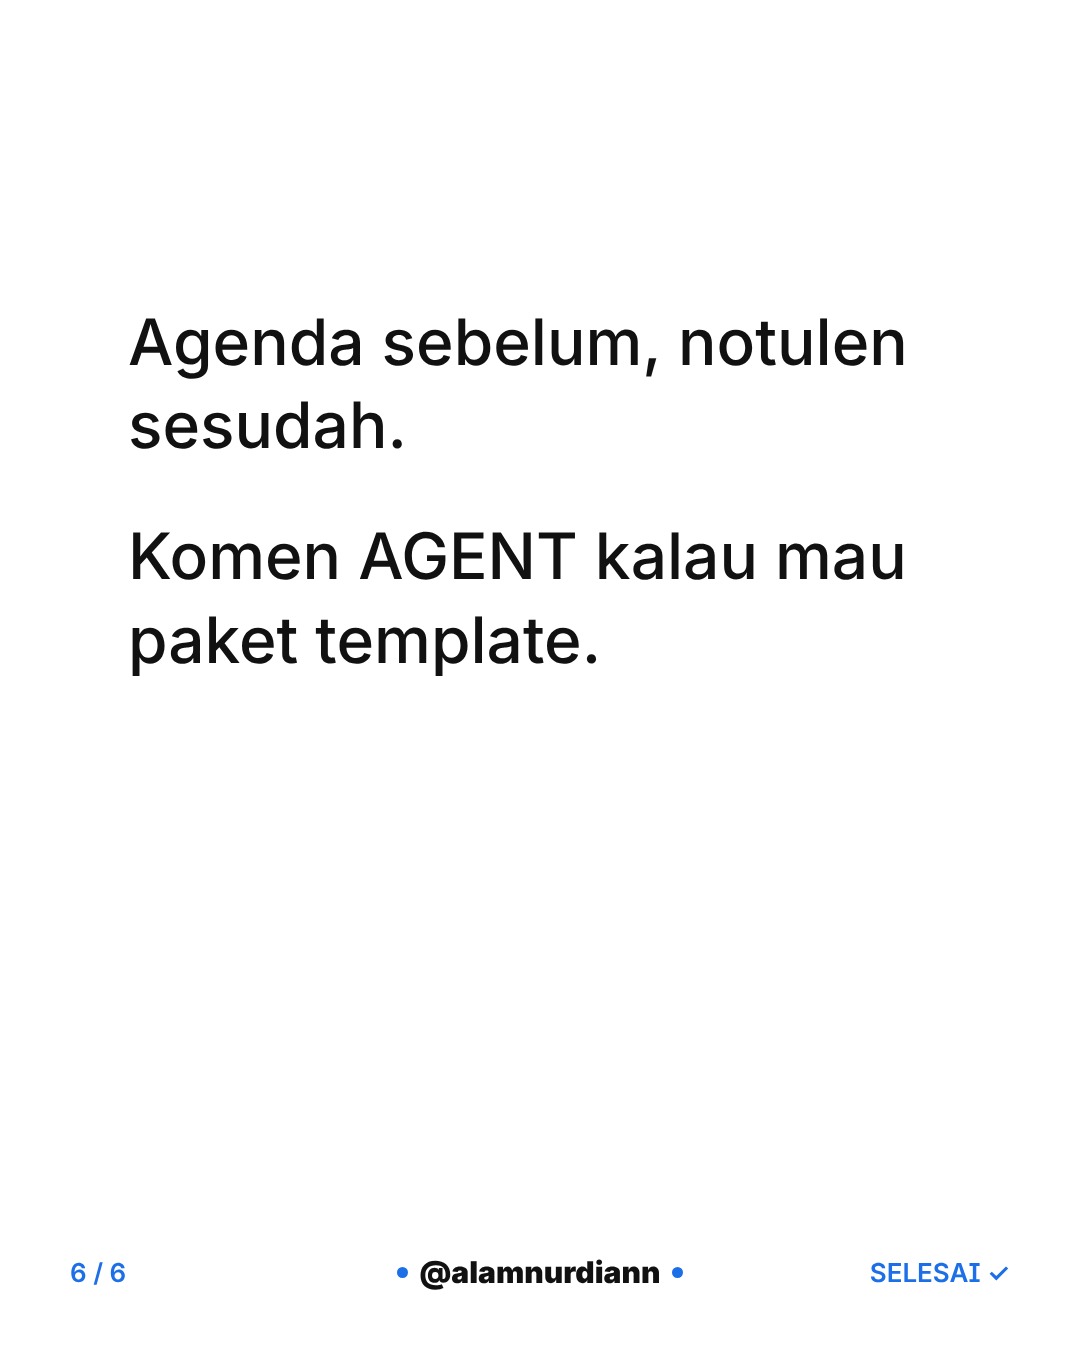 Agenda sebelum, notulen
sesudah.
Komen AGENT kalau mau
paket template.
6 / 6
• @alamnurdiann •
SELESAI ✓